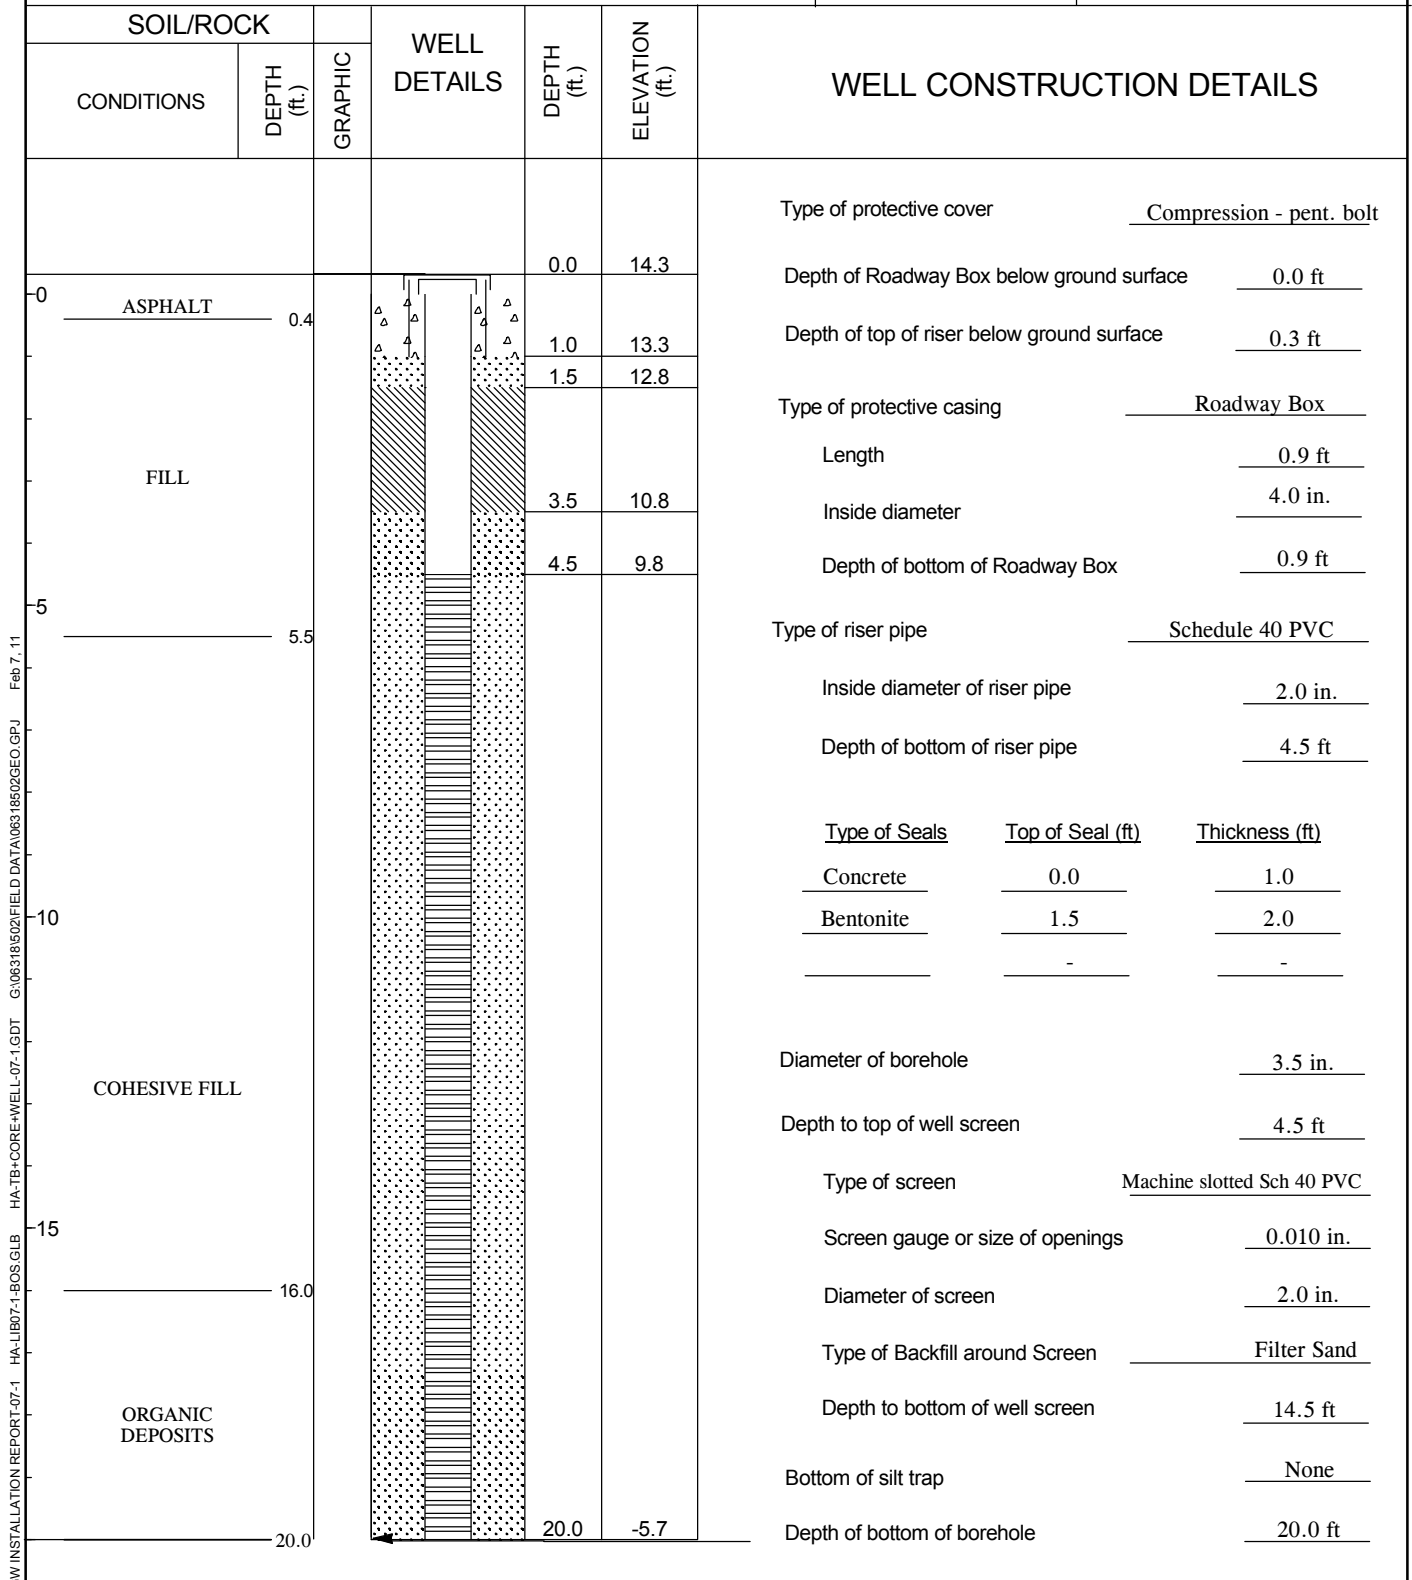 SOIL/ROCK
CONDITIONS
DEPTH (ft.)
GRAPHIC
WELL DETAILS
DEPTH (ft.)
ELEVATION (ft.)
WELL CONSTRUCTION DETAILS
Type of protective cover Compression - pent. bolt
0.0 14.3
Depth of Roadway Box below ground surface 0.0 ft
0
ASPHALT
0.4
Depth of top of riser below ground surface 0.3 ft
1.0 13.3
1.5 12.8
Type of protective casing Roadway Box
Length 0.9 ft
FILL
3.5 10.8
Inside diameter 4.0 in.
4.5 9.8
Depth of bottom of Roadway Box 0.9 ft
5
5.5
Type of riser pipe Schedule 40 PVC
Inside diameter of riser pipe 2.0 in.
Depth of bottom of riser pipe 4.5 ft
Type of Seals Top of Seal (ft) Thickness (ft)
Concrete 0.0 1.0
Bentonite 1.5 2.0
- -
10
Diameter of borehole 3.5 in.
COHESIVE FILL
Depth to top of well screen 4.5 ft
Type of screen Machine slotted Sch 40 PVC
15
Screen gauge or size of openings 0.010 in.
16.0
Diameter of screen 2.0 in.
Type of Backfill around Screen Filter Sand
ORGANIC
DEPOSITS
Depth to bottom of well screen 14.5 ft
Bottom of silt trap None
20.0
20.0 -5.7
Depth of bottom of borehole 20.0 ft
W INSTALLATION REPORT-07-1 HA-LIB07-1-BOS.GLB HA-TB+CORE+WELL-07-1.GDT G:\06318\502\FIELD DATA\06318502GEO.GPJ Feb 7, 11